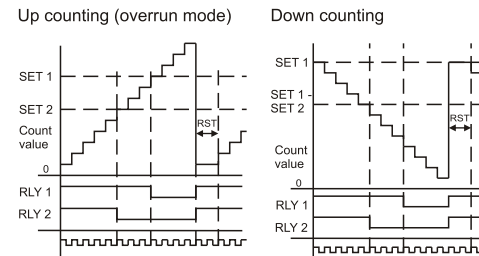 Up counting (overrun mode)
SET 1
SET 2
Count
value
0
RST
RLY 1
RLY 2
Down counting
SET 1
SET 1 -
SET 2
Count
value
0
RST
RLY 1
RLY 2